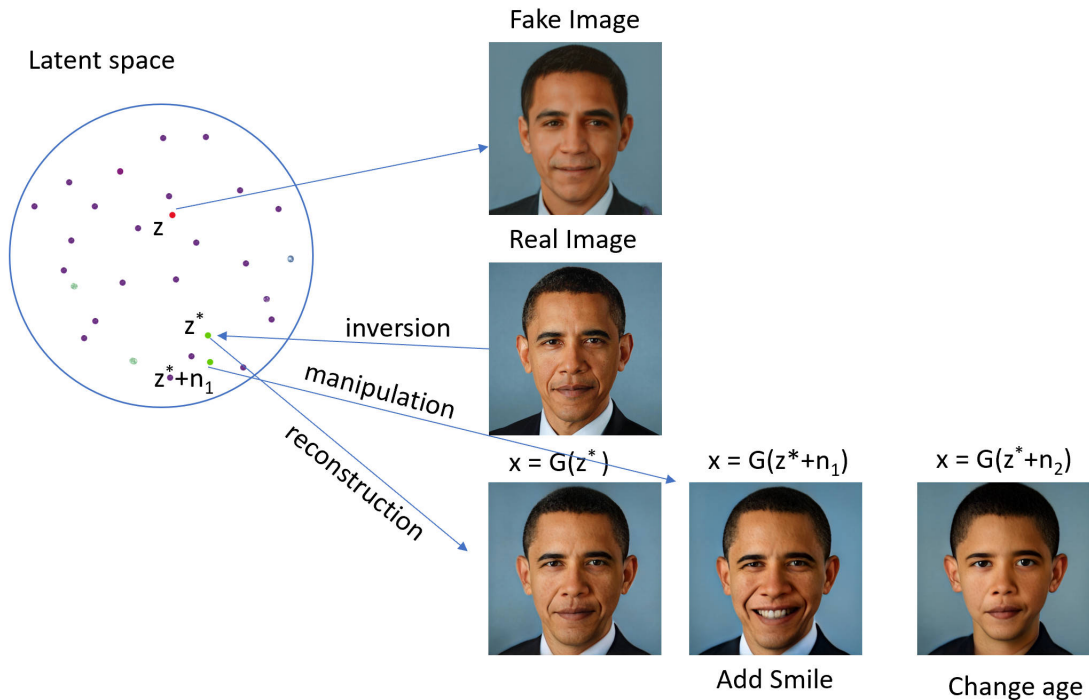 Fake Image
Latent space
z
Real Image
z*
inversion
z*+n₁
manipulation
reconstruction
x = G(z*)
x = G(z*+n₁)
x = G(z*+n₂)
Add Smile
Change age